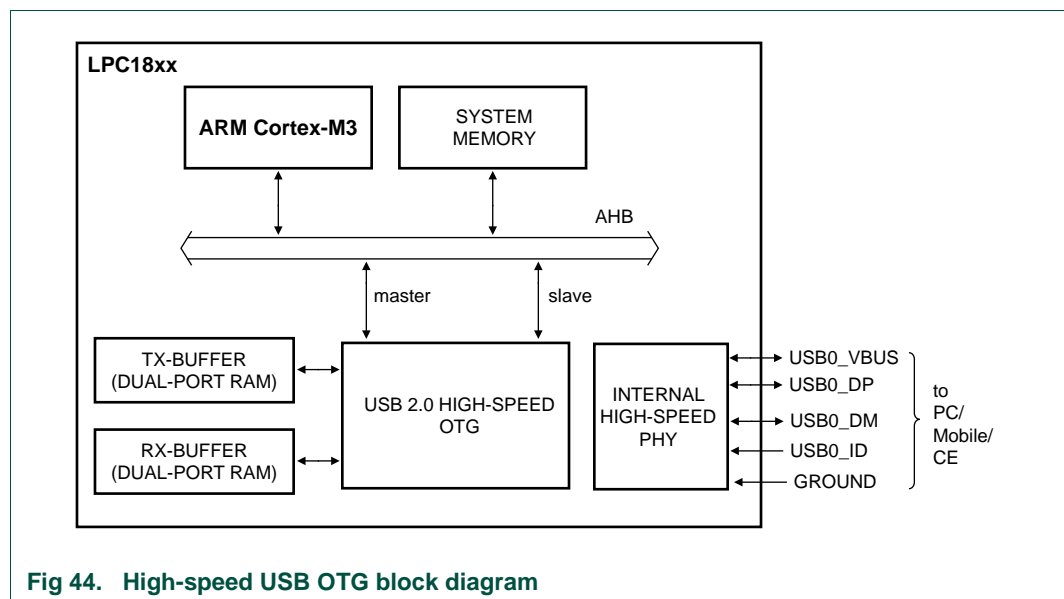 LPC18xx
ARM Cortex-M3
SYSTEM
MEMORY
AHB
master
slave
TX-BUFFER
(DUAL-PORT RAM)
RX-BUFFER
(DUAL-PORT RAM)
USB 2.0 HIGH-SPEED
OTG
INTERNAL
HIGH-SPEED
PHY
USB0_VBUS
USB0_DP
USB0_DM
USB0_ID
GROUND
to
PC/
Mobile/
CE
Fig 44. High-speed USB OTG block diagram